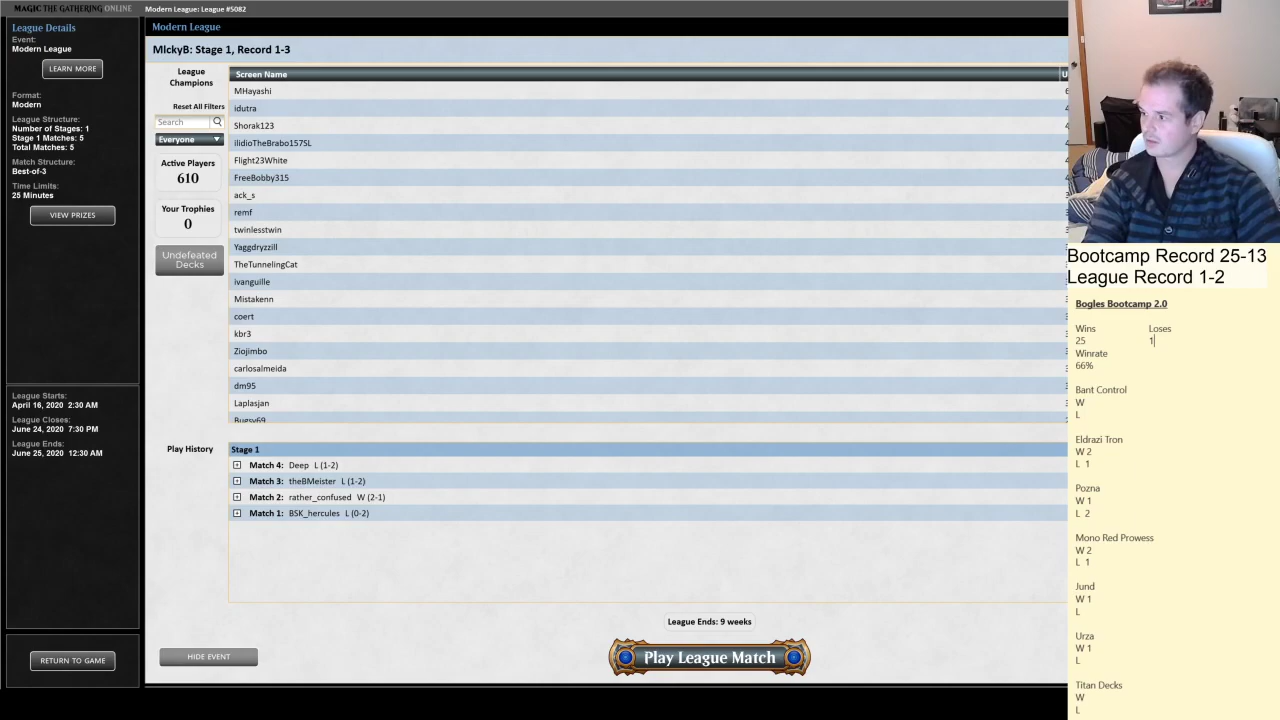 MAGIC THE GATHERING ONLINE
Modern League: League #5082
League Details
Event:
Modern League
LEARN MORE
Format:
Modern
League Structure:
Number of Stages: 1
Stage 1 Matches: 5
Total Matches: 5
Match Structure:
Best-of-3
Time Limits:
25 Minutes
VIEW PRIZES
League Starts:
April 16, 2020 2:30 AM
League Closes:
June 24, 2020 7:30 PM
League Ends:
June 25, 2020 12:30 AM
RETURN TO GAME
Modern League
MIckyB: Stage 1, Record 1-3
League
Champions
Reset All Filters
Search
Everyone
Active Players
610
Your Trophies
0
Undefeated
Decks
Screen Name
MHayashi
idutra
Shorak123
ilidioTheBrabo157SL
Flight23White
FreeBobby315
ack_s
remf
twinlesstwin
Yaggdryzzill
TheTunnelingCat
ivanguille
Mistakenn
coert
kbr3
Ziojimbo
carlosalmeida
dm95
Laplasjan
Bugsy69
Play History
Stage 1
Match 4: Deep L (1-2)
Match 3: theBMeister L (1-2)
Match 2: rather_confused W (2-1)
Match 1: BSK_hercules L (0-2)
League Ends: 9 weeks
HIDE EVENT
Play League Match
Bootcamp Record 25-13
League Record 1-2
Bogles Bootcamp 2.0
Wins Loses
25 1
Winrate
66%
Bant Control
W
L
Eldrazi Tron
W 2
L 1
Pozna
W 1
L 2
Mono Red Prowess
W 2
L 1
Jund
W 1
L
Urza
W 1
L
Titan Decks
W
L